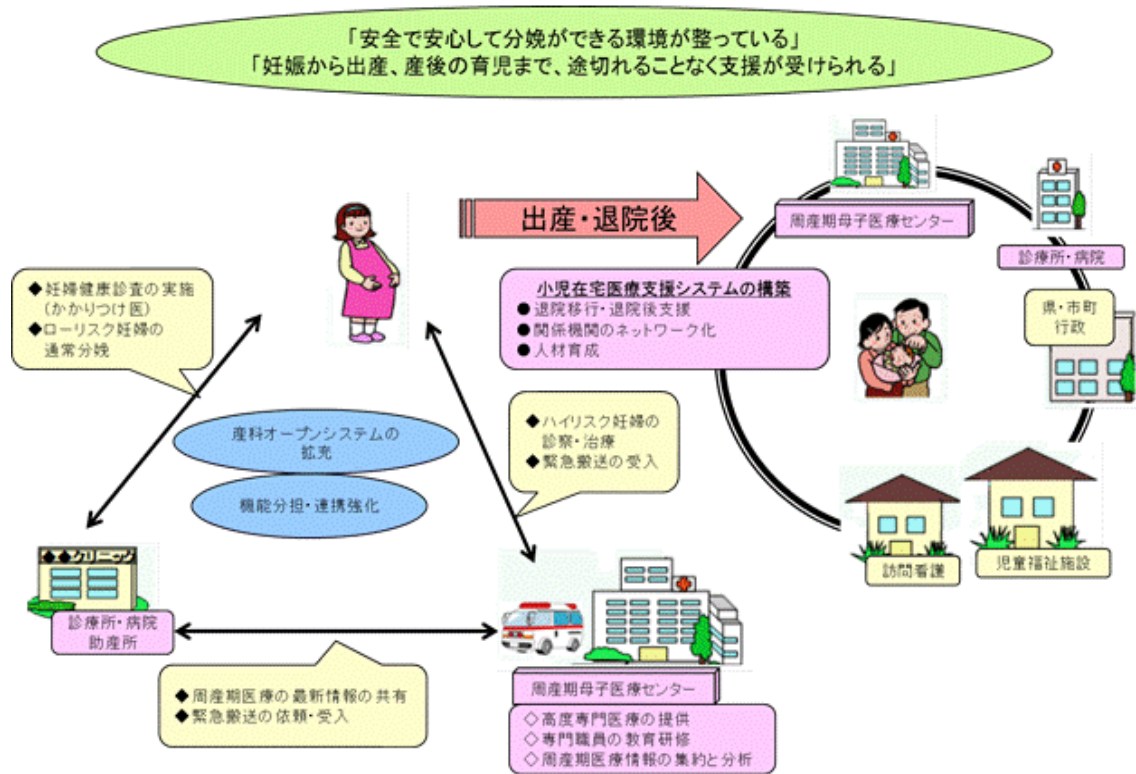 「安全で安心して分娩ができる環境が整っている」
「妊娠から出産、産後の育児まで、途切れることなく支援が受けられる」
出産・退院後
周産期母子医療センター
診療所・病院
県・市町
行政
小児在宅医療支援システムの構築
●退院移行・退院後支援
●関係機関のネットワーク化
●人材育成
◆妊婦健康診査の実施
(かかりつけ医)
◆ローリスク妊婦の
通常分娩
◆ハイリスク妊婦の
診察・治療
◆緊急搬送の受入
産科オープンシステムの
拡充
機能分担・連携強化
訪問看護
児童福祉施設
◆◆クリニック
診療所・病院
助産所
◆周産期医療の最新情報の共有
◆緊急搬送の依頼・受入
周産期母子医療センター
◇高度専門医療の提供
◇専門職員の教育研修
◇周産期医療情報の集約と分析